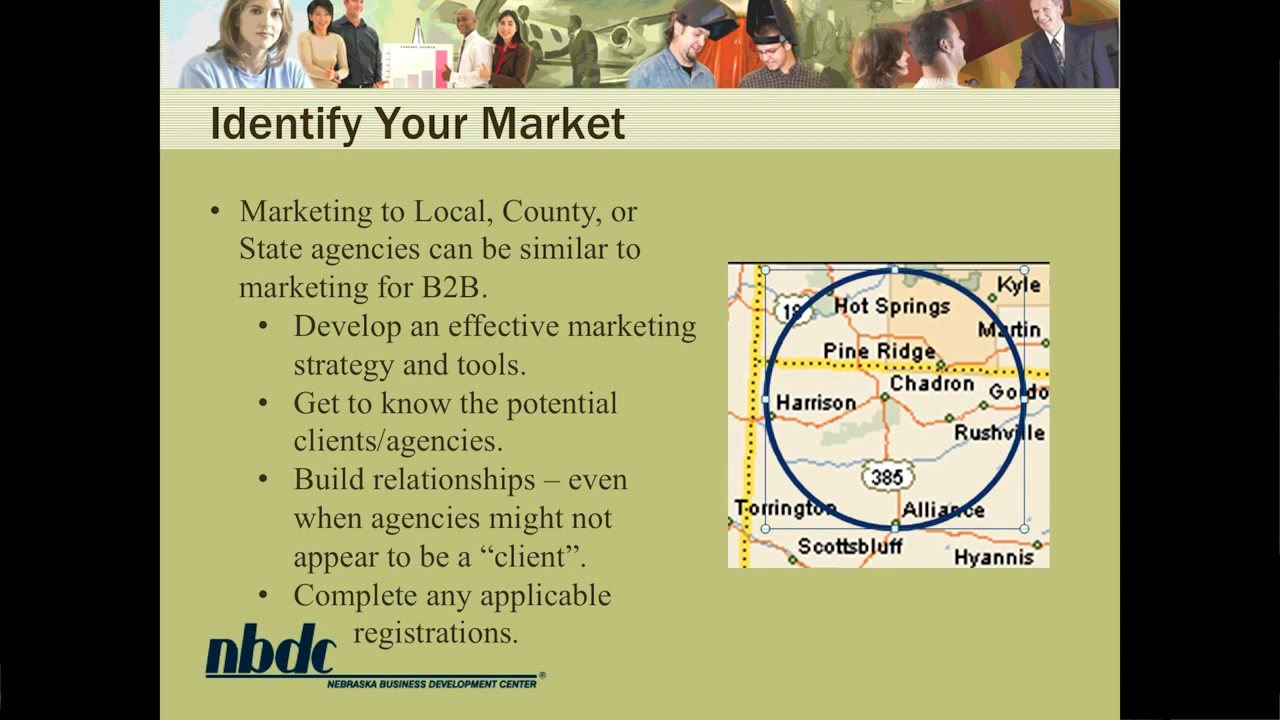 Identify Your Market
• Marketing to Local, County, or
State agencies can be similar to
marketing for B2B.
• Develop an effective marketing
strategy and tools.
• Get to know the potential
clients/agencies.
• Build relationships – even
when agencies might not
appear to be a “client”.
• Complete any applicable
registrations.
Kyle
18
Hot Springs
Martin
Pine Ridge
Chadron
Harrison
Gordo
Rushville
385
Torrington
Alliance
Scottsbluff
Hyannis
nbdc
NEBRASKA BUSINESS DEVELOPMENT CENTER®